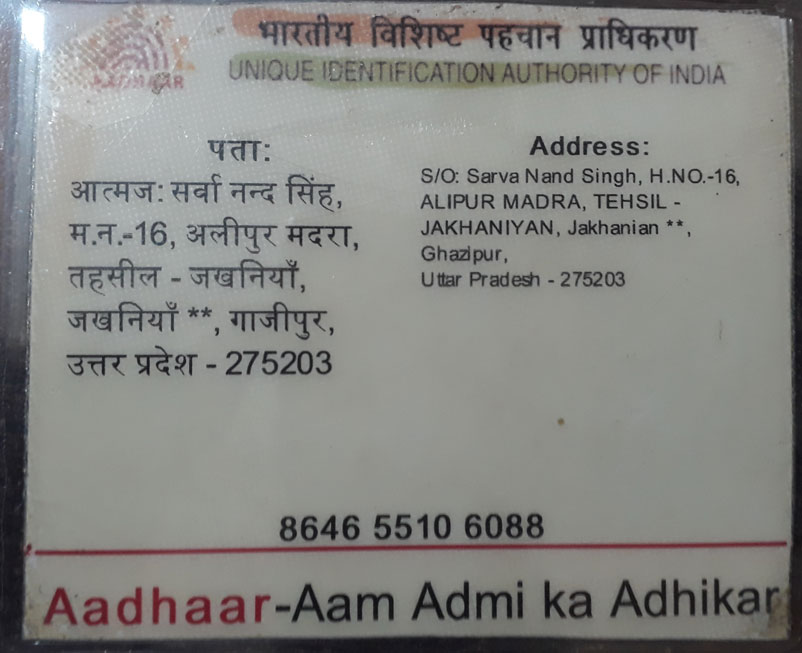 भारतीय विशिष्ट पहचान प्राधिकरण
AADHAAR
UNIQUE IDENTIFICATION AUTHORITY OF INDIA
पता:
आत्मज: सर्वा नन्द सिंह,
म.न.-16, अलीपुर मदरा,
तहसील - जखनियाँ,
जखनियाँ **, गाजीपुर,
उत्तर प्रदेश - 275203
Address:
S/O: Sarva Nand Singh, H.NO.-16,
ALIPUR MADRA, TEHSIL -
JAKHANIYAN, Jakhanian **,
Ghazipur,
Uttar Pradesh - 275203
8646 5510 6088
Aadhaar-Aam Admi ka Adhikar